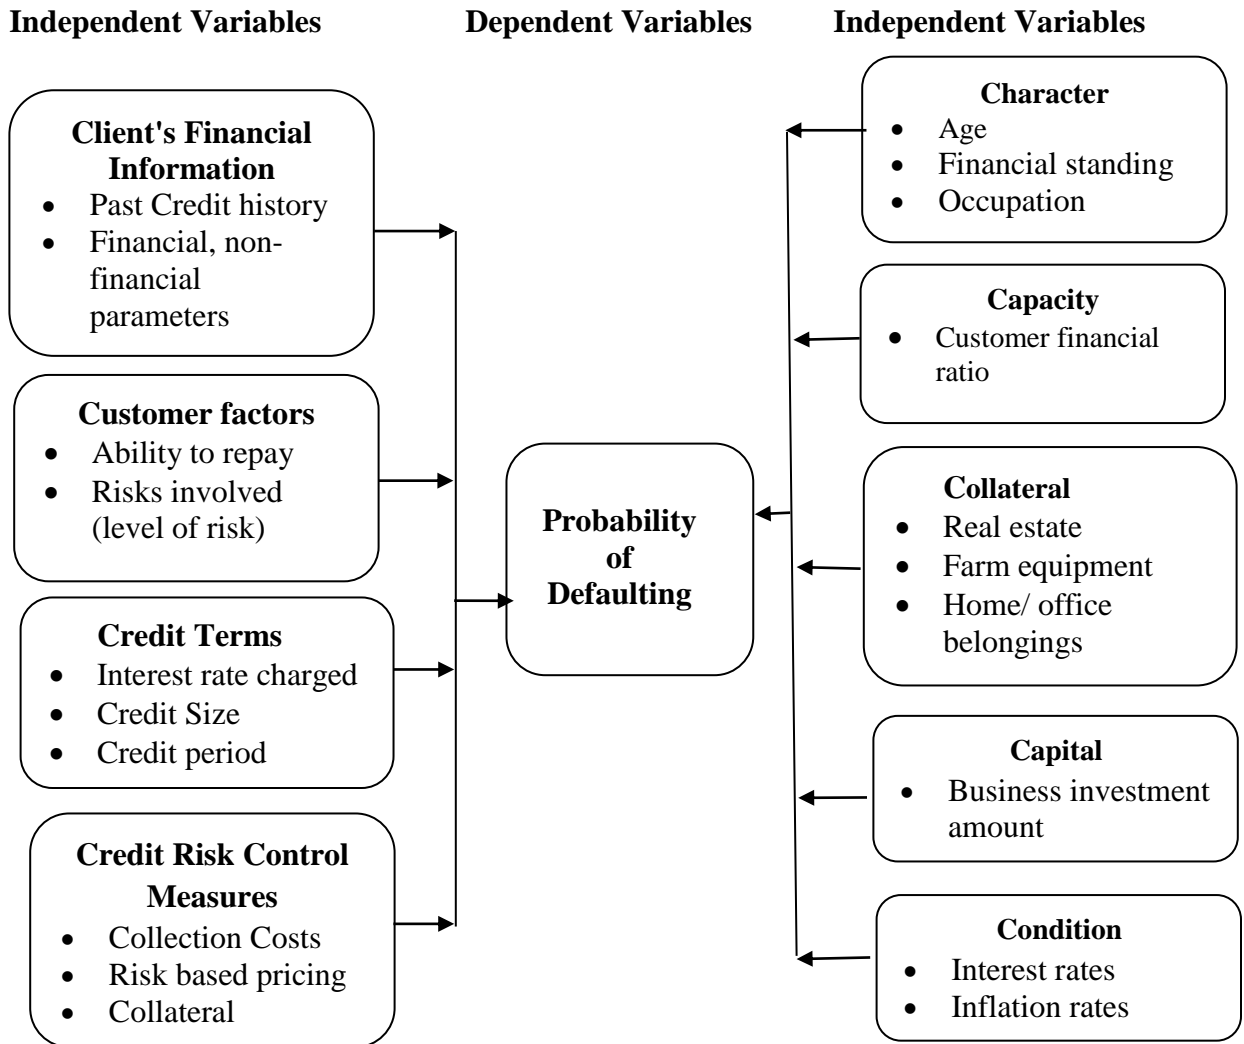 Independent Variables
Dependent Variables
Independent Variables
Client's Financial
Information
• Past Credit history
• Financial, non-
financial
parameters
Customer factors
• Ability to repay
• Risks involved
(level of risk)
Credit Terms
• Interest rate charged
• Credit Size
• Credit period
Credit Risk Control
Measures
• Collection Costs
• Risk based pricing
• Collateral
Probability
of
Defaulting
Character
• Age
• Financial standing
• Occupation
Capacity
• Customer financial
ratio
Collateral
• Real estate
• Farm equipment
• Home/ office
belongings
Capital
• Business investment
amount
Condition
• Interest rates
• Inflation rates